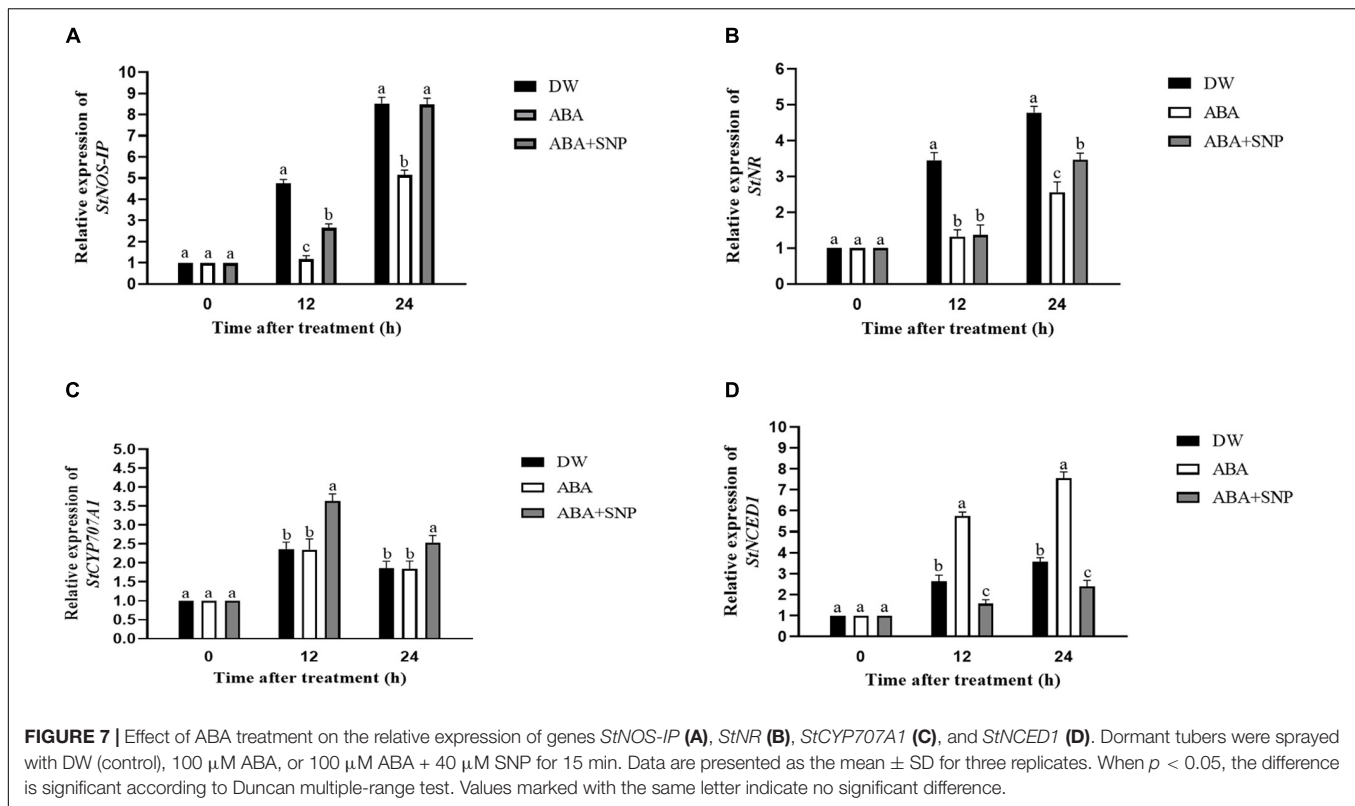 A
Relative expression of
StNOS-IP
10
9
8
7
6
5
4
3
2
1
0
a a a
a c b
a b a
0 12 24
Time after treatment (h)
DW
ABA
ABA+SNP
B
Relative expression of
StNR
6
5
4
3
2
1
0
a a a
a b b
a c b
0 12 24
Time after treatment (h)
DW
ABA
ABA+SNP
C
Relative expression of
StCYP707A1
5.0
4.5
4.0
3.5
3.0
2.5
2.0
1.5
1.0
0.5
0.0
a a a
b b a
b b a
0 12 24
Time after treatment (h)
DW
ABA
ABA+SNP
D
Relative expression of
StNCED1
10
9
8
7
6
5
4
3
2
1
0
a a a
b a c
b a c
0 12 24
Time after treatment (h)
DW
ABA
ABA+SNP
FIGURE 7 | Effect of ABA treatment on the relative expression of genes StNOS-IP (A), StNR (B), StCYP707A1 (C), and StNCED1 (D). Dormant tubers were sprayed
with DW (control), 100 μM ABA, or 100 μM ABA + 40 μM SNP for 15 min. Data are presented as the mean ± SD for three replicates. When p < 0.05, the difference
is significant according to Duncan multiple-range test. Values marked with the same letter indicate no significant difference.